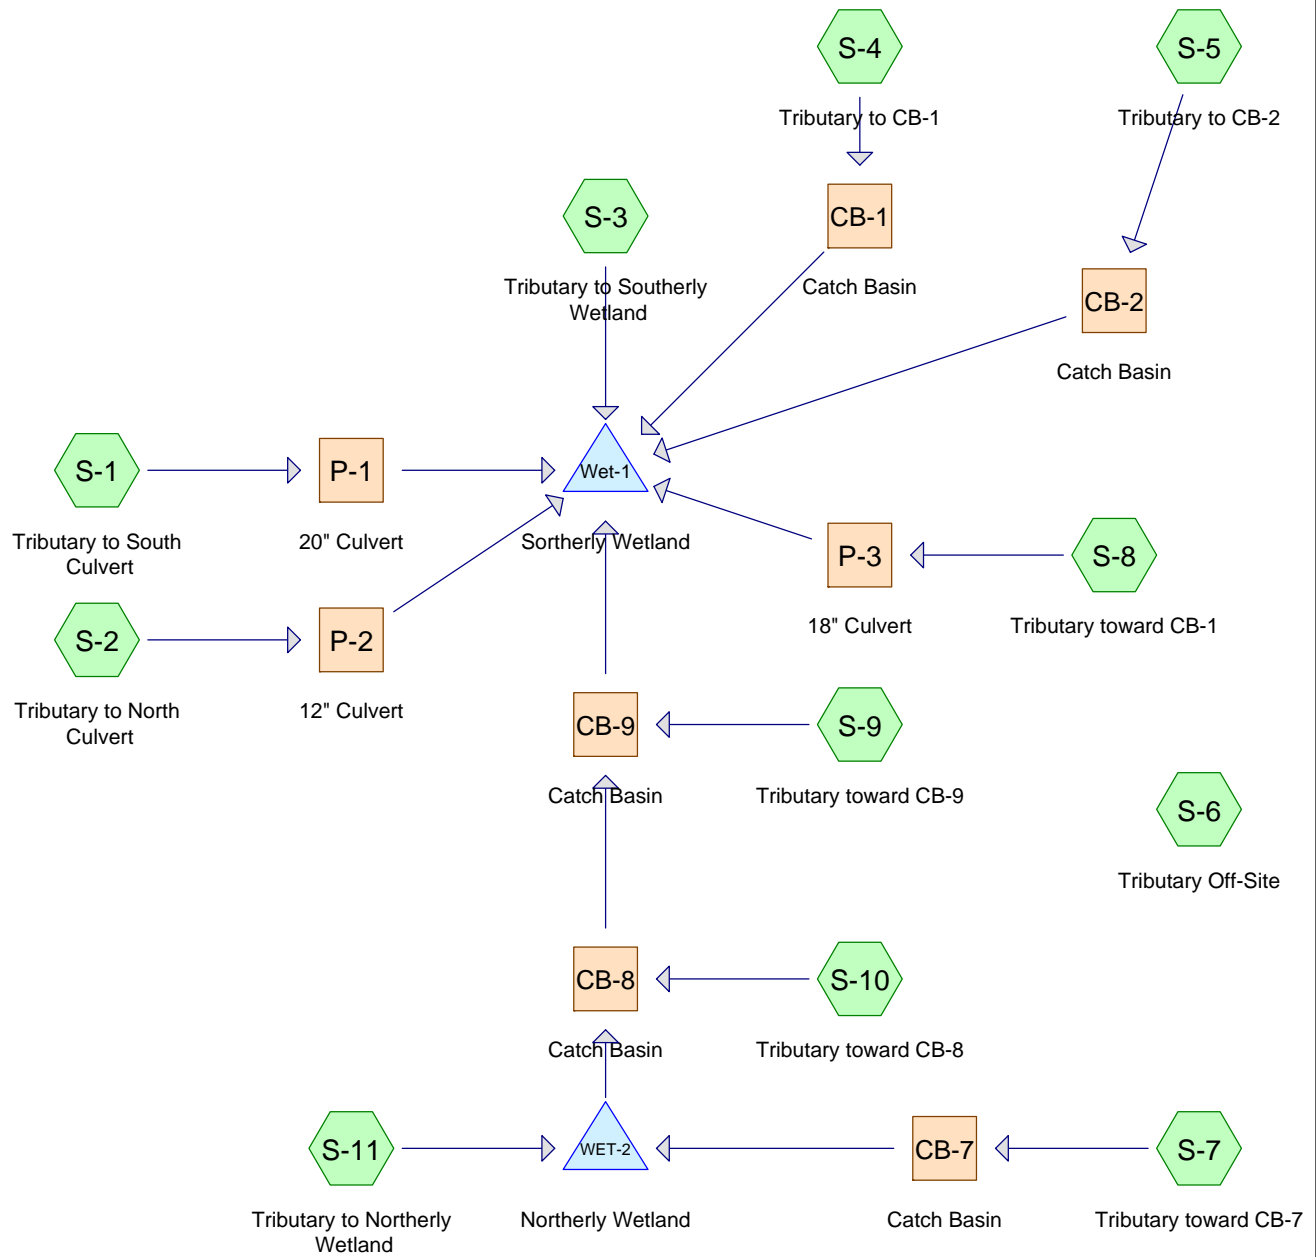 S-4
Tributary to CB-1
S-5
Tributary to CB-2
S-3
Tributary to Southerly
Wetland
CB-1
Catch Basin
CB-2
Catch Basin
S-1
Tributary to South
Culvert
P-1
20" Culvert
Wet-1
Sortherly Wetland
P-3
18" Culvert
S-8
Tributary toward CB-1
S-2
Tributary to North
Culvert
P-2
12" Culvert
CB-9
Catch Basin
S-9
Tributary toward CB-9
S-6
Tributary Off-Site
CB-8
Catch Basin
S-10
Tributary toward CB-8
S-11
Tributary to Northerly
Wetland
WET-2
Northerly Wetland
CB-7
Catch Basin
S-7
Tributary toward CB-7